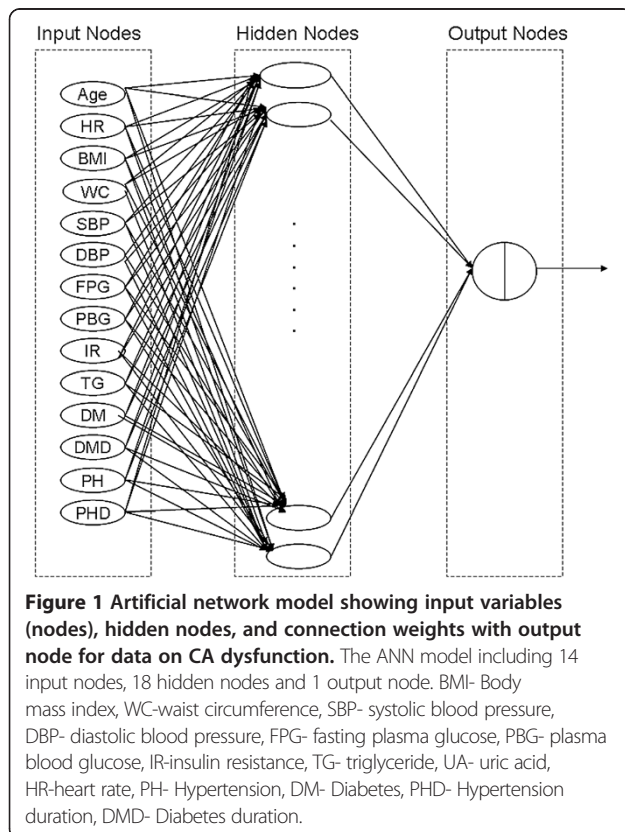 Input Nodes Hidden Nodes Output Nodes
Age
HR
BMI
WC
SBP
DBP
FPG
PBG
IR
TG
DM
DMD
PH
PHD
Figure 1 Artificial network model showing input variables
(nodes), hidden nodes, and connection weights with output
node for data on CA dysfunction. The ANN model including 14
input nodes, 18 hidden nodes and 1 output node. BMI- Body
mass index, WC-waist circumference, SBP- systolic blood pressure,
DBP- diastolic blood pressure, FPG- fasting plasma glucose, PBG- plasma
blood glucose, IR-insulin resistance, TG- triglyceride, UA- uric acid,
HR-heart rate, PH- Hypertension, DM- Diabetes, PHD- Hypertension
duration, DMD- Diabetes duration.